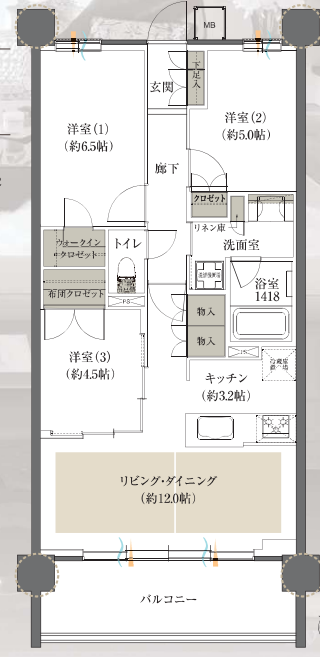 MB
玄関
下足入
洋室(1)
(約6.5帖)
洋室(2)
(約5.0帖)
廊下
クロゼット
リネン庫
洗面室
ウォークイン
クロゼット
トイレ
布団クロゼット
PS
浴室
1418
物入
物入
洋室(3)
(約4.5帖)
冷蔵庫
置場
キッチン
(約3.2帖)
リビング・ダイニング
(約12.0帖)
バルコニー